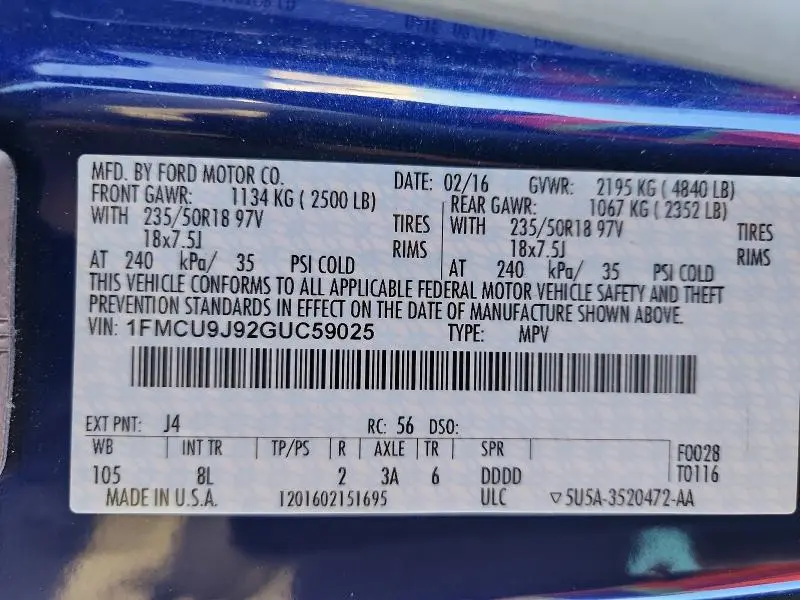 MFD. BY FORD MOTOR CO. DATE: 02/16 GVWR: 2195 KG ( 4840 LB)
FRONT GAWR: 1134 KG ( 2500 LB) REAR GAWR: 1067 KG ( 2352 LB)
WITH 235/50R18 97V TIRES WITH 235/50R18 97V TIRES
18x7.5J RIMS 18x7.5J RIMS
AT 240 kPa/ 35 PSI COLD AT 240 kPa/ 35 PSI COLD
THIS VEHICLE CONFORMS TO ALL APPLICABLE FEDERAL MOTOR VEHICLE SAFETY AND THEFT
PREVENTION STANDARDS IN EFFECT ON THE DATE OF MANUFACTURE SHOWN ABOVE.
VIN: 1FMCU9J92GUC59025 TYPE: MPV
EXT PNT: J4 RC: 56 DSO:
WB INT TR TP/PS R AXLE TR SPR F0028
105 8L 2 3A 6 DDDD T0116
MADE IN U.S.A. 1201602151695 ULC ▽5U5A-3520472-AA